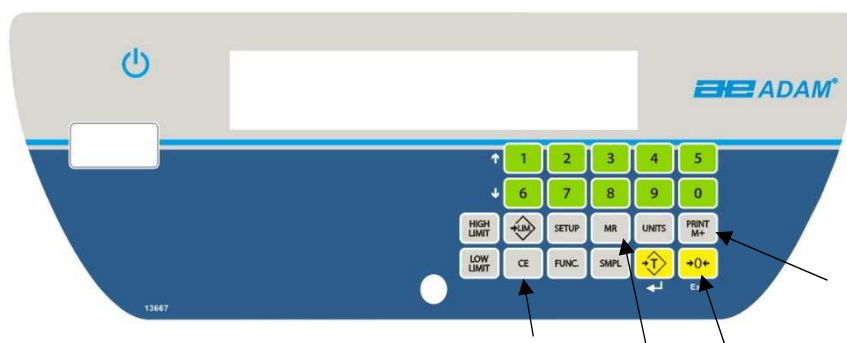 ae ADAM®
↑ 1 2 3 4 5
↓ 6 7 8 9 0
HIGH LIMIT →LIM SETUP MR UNITS PRINT M+
LOW LIMIT CE FUNC. SMPL →T →0←
13667